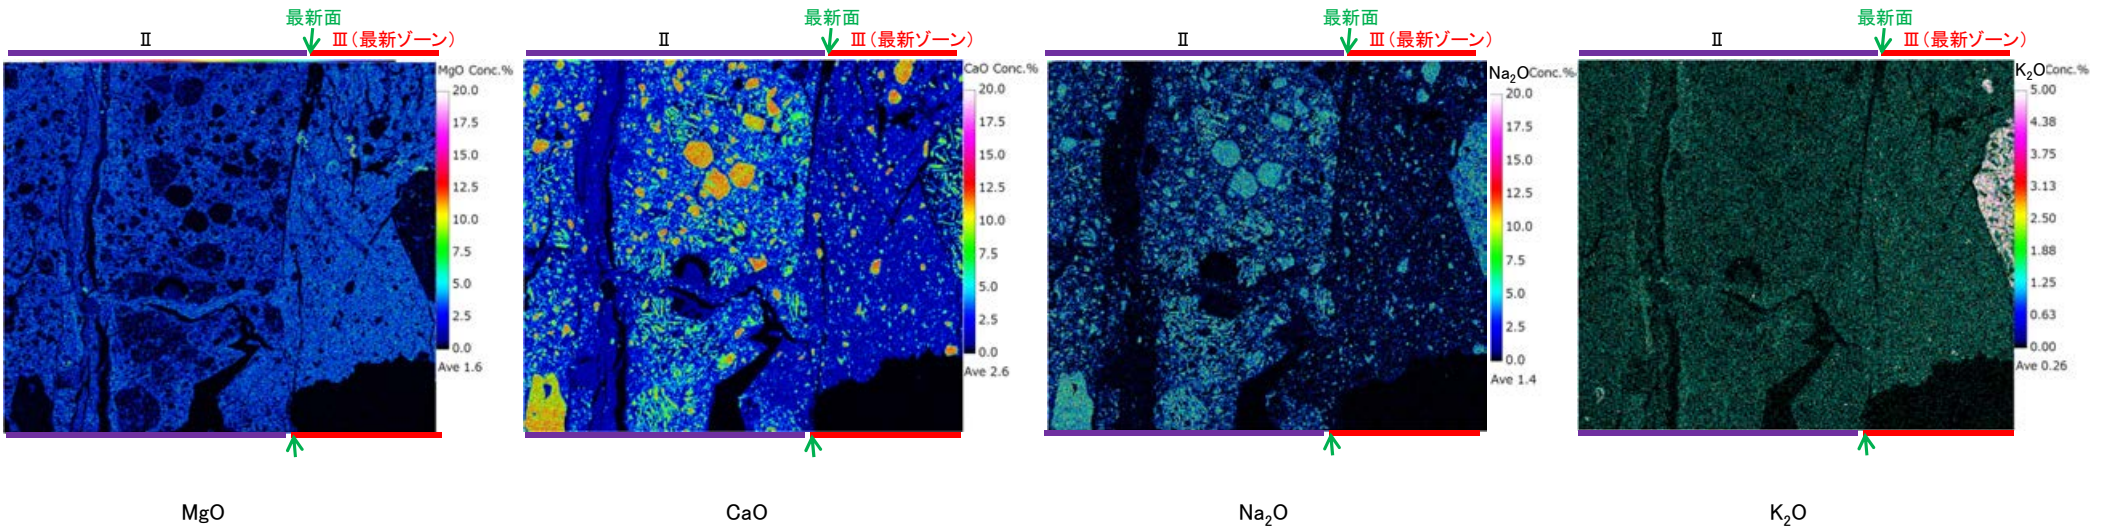 最新面
Ⅱ
Ⅲ(最新ゾーン)
MgO Conc.%
20.0
17.5
15.0
12.5
10.0
7.5
5.0
2.5
0.0
Ave 1.6
MgO
最新面
Ⅱ
Ⅲ(最新ゾーン)
CaO Conc.%
20.0
17.5
15.0
12.5
10.0
7.5
5.0
2.5
0.0
Ave 2.6
CaO
最新面
Ⅱ
Ⅲ(最新ゾーン)
Na₂O Conc.%
20.0
17.5
15.0
12.5
10.0
7.5
5.0
2.5
0.0
Ave 1.4
Na₂O
最新面
Ⅱ
Ⅲ(最新ゾーン)
K₂O Conc.%
5.00
4.38
3.75
3.13
2.50
1.88
1.25
0.63
0.00
Ave 0.26
K₂O